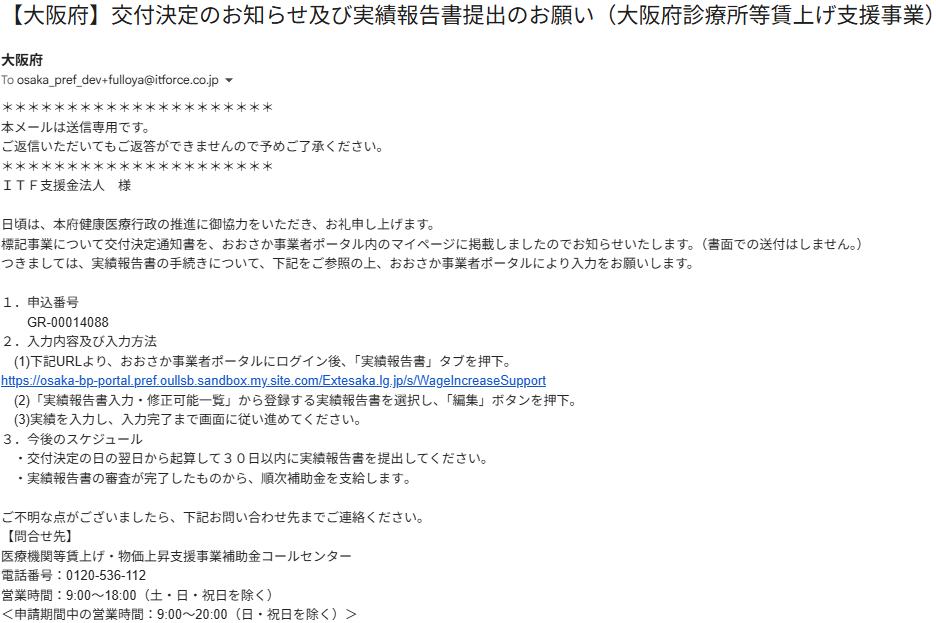 【大阪府】交付決定のお知らせ及び実績報告書提出のお願い（大阪府診療所等賃上げ支援事業）
大阪府
To osaka_pref_dev+fulloya@itforce.co.jp
＊＊＊＊＊＊＊＊＊＊＊＊＊＊＊＊＊＊＊＊＊
本メールは送信専用です。
ご返信いただいてもご返答ができませんので予めご了承ください。
＊＊＊＊＊＊＊＊＊＊＊＊＊＊＊＊＊＊＊＊＊
ＩＴＦ支援金法人　様
日頃は、本府健康医療行政の推進に御協力をいただき、お礼申し上げます。
標記事業について交付決定通知書を、おおさか事業者ポータル内のマイページに掲載しましたのでお知らせいたします。（書面での送付はしません。）
つきましては、実績報告書の手続きについて、下記をご参照の上、おおさか事業者ポータルにより入力をお願いします。
１．申込番号
GR-00014088
２．入力内容及び入力方法
(1)下記URLより、おおさか事業者ポータルにログイン後、「実績報告書」タブを押下。
https://osaka-bp-portal.pref.oullsb.sandbox.my.site.com/Extesaka.lg.jp/s/WageIncreaseSupport
(2)「実績報告書入力・修正可能一覧」から登録する実績報告書を選択し、「編集」ボタンを押下。
(3)実績を入力し、入力完了まで画面に従い進めてください。
３．今後のスケジュール
・交付決定の日の翌日から起算して３０日以内に実績報告書を提出してください。
・実績報告書の審査が完了したものから、順次補助金を支給します。
ご不明な点がございましたら、下記お問い合わせ先までご連絡ください。
【問合せ先】
医療機関等賃上げ・物価上昇支援事業補助金コールセンター
電話番号：0120-536-112
営業時間：9:00～18:00（土・日・祝日を除く）
＜申請期間中の営業時間：9:00～20:00（日・祝日を除く）＞